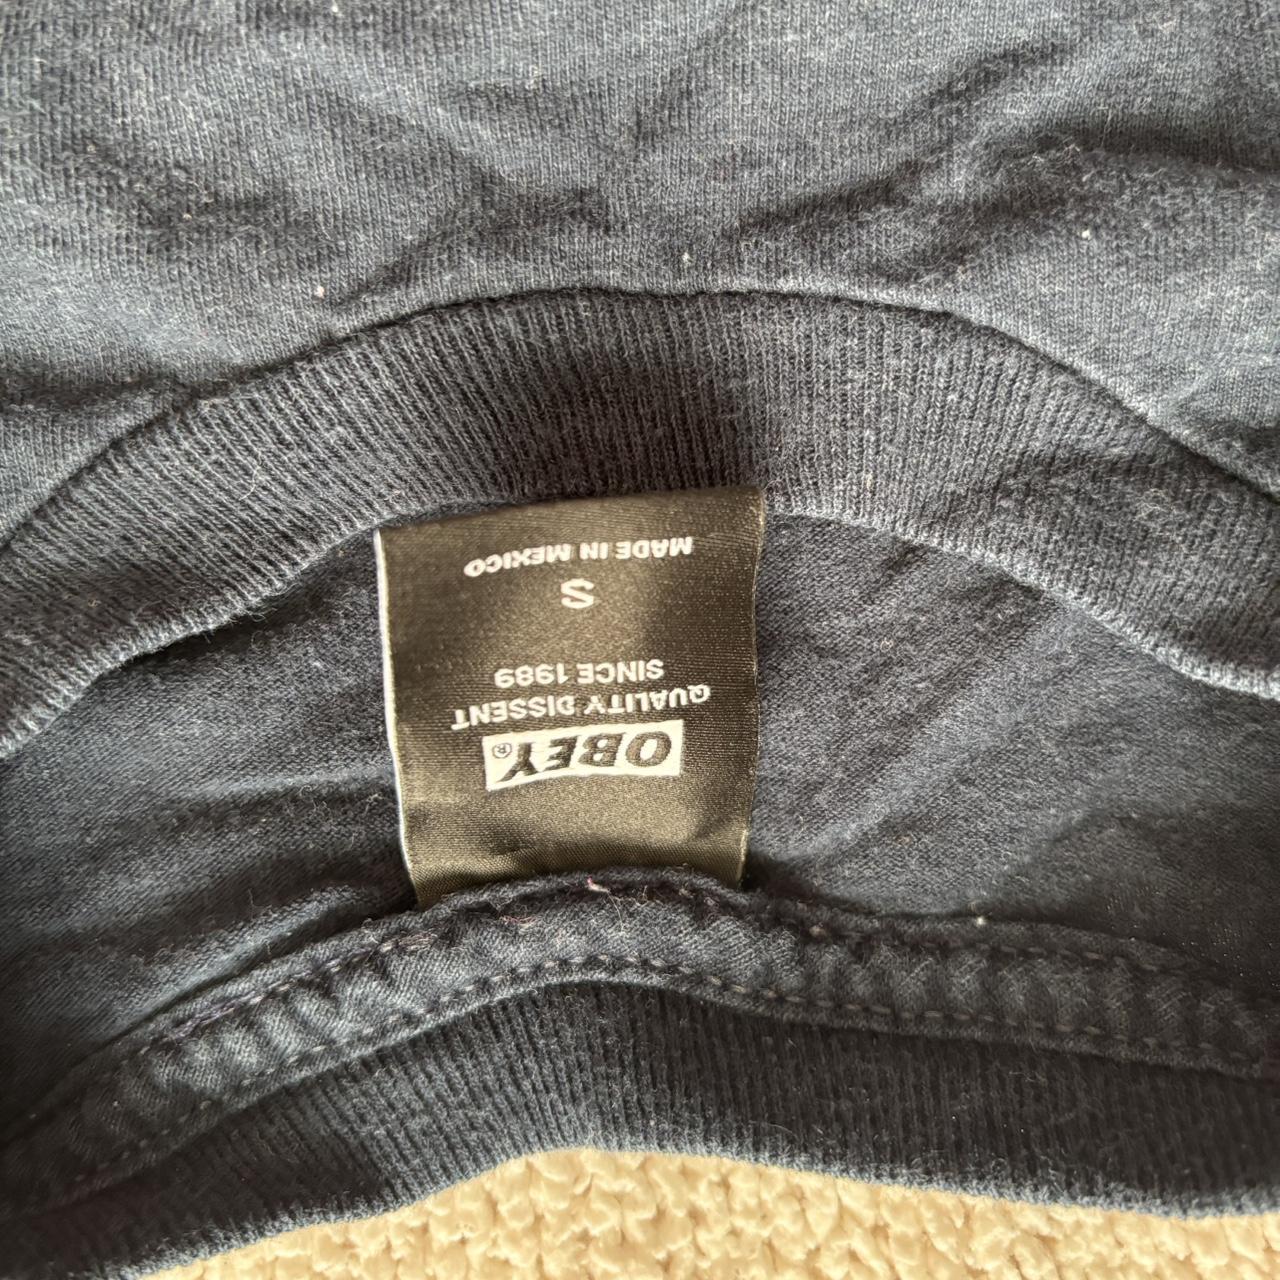 OBEY®
QUALITY DISSENT
SINCE 1989
S
MADE IN MEXICO